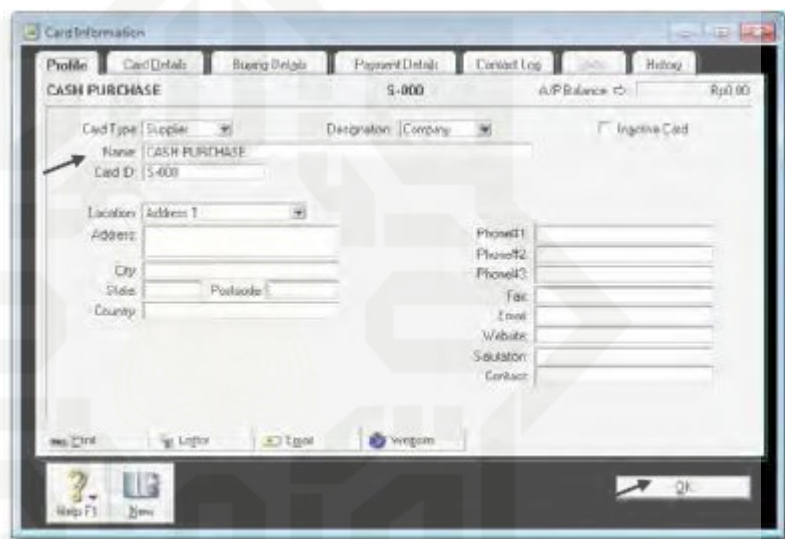 Card Information
Profile Card Details Buying Details Payment Details Contact Log Jobs History
CASH PURCHASE S-000 A/P Balance Rp0.00
Card Type: Supplier Designation: Company Inactive Card
Name: CASH PURCHASE
Card ID: S-000
Location: Address 1
Address:
Phone#1:
Phone#2:
City: Phone#3:
State: Postcode: Fax:
Country: Email:
Website:
Salutation:
Contact:
Print Letter Email Website
Help F1 New OK